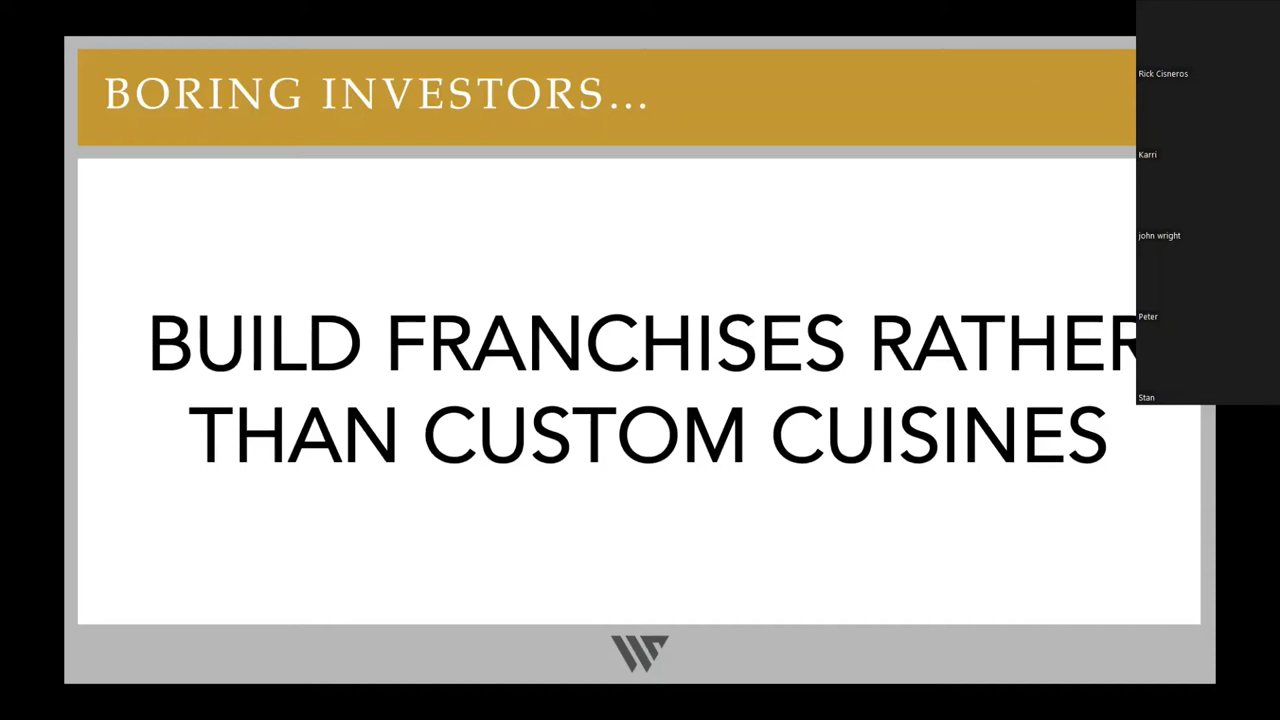 BORING INVESTORS...
BUILD FRANCHISES RATHER
THAN CUSTOM CUISINES
Rick Cisneros
Karri
john wright
Peter
Stan